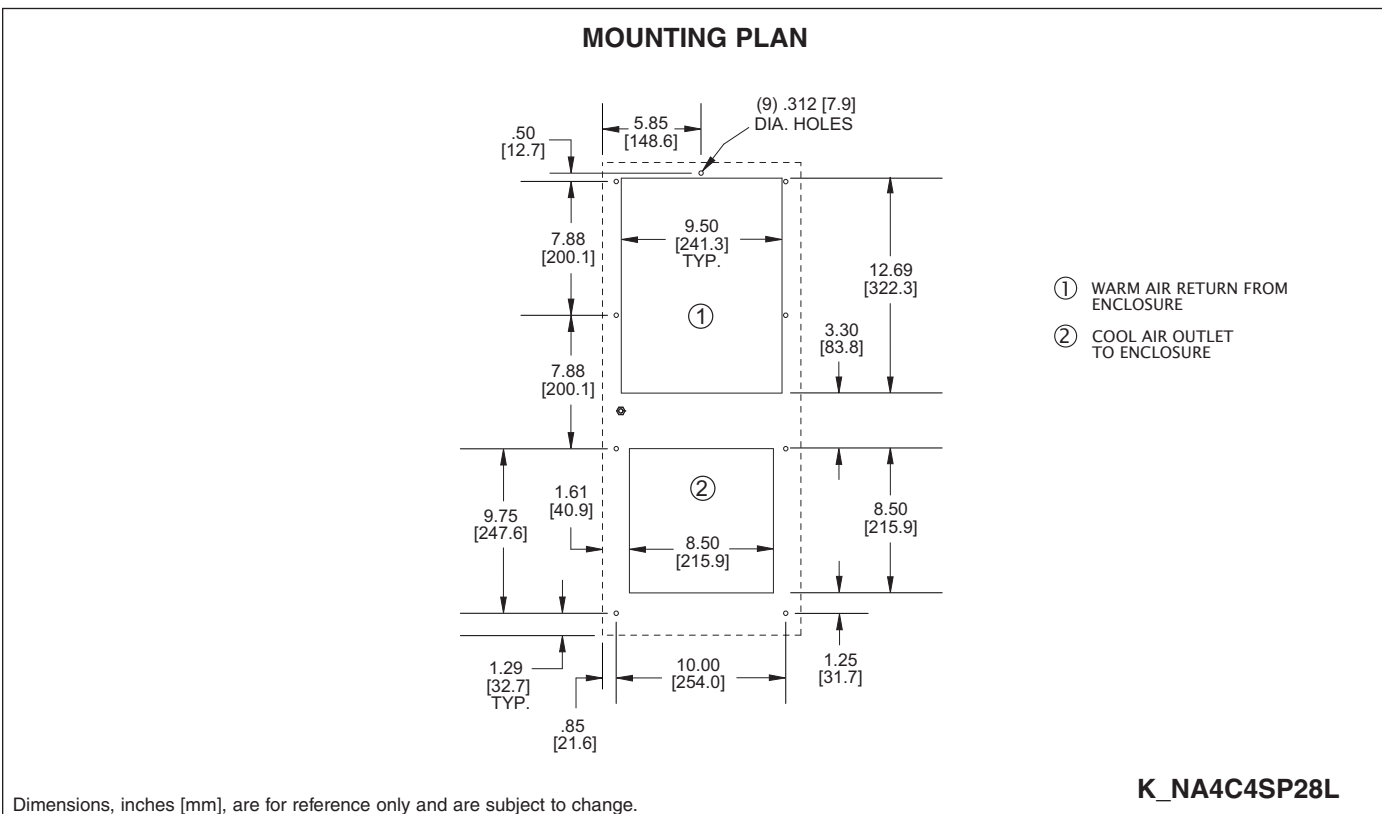 MOUNTING PLAN
(9) .312 [7.9]
DIA. HOLES
5.85
[148.6]
.50
[12.7]
7.88
[200.1]
9.50
[241.3]
TYP.
12.69
[322.3]
①
① WARM AIR RETURN FROM
ENCLOSURE
② COOL AIR OUTLET
TO ENCLOSURE
3.30
[83.8]
7.88
[200.1]
②
1.61
[40.9]
9.75
[247.6]
8.50
[215.9]
8.50
[215.9]
1.29
[32.7]
TYP.
10.00
[254.0]
1.25
[31.7]
.85
[21.6]
K_NA4C4SP28L
Dimensions, inches [mm], are for reference only and are subject to change.